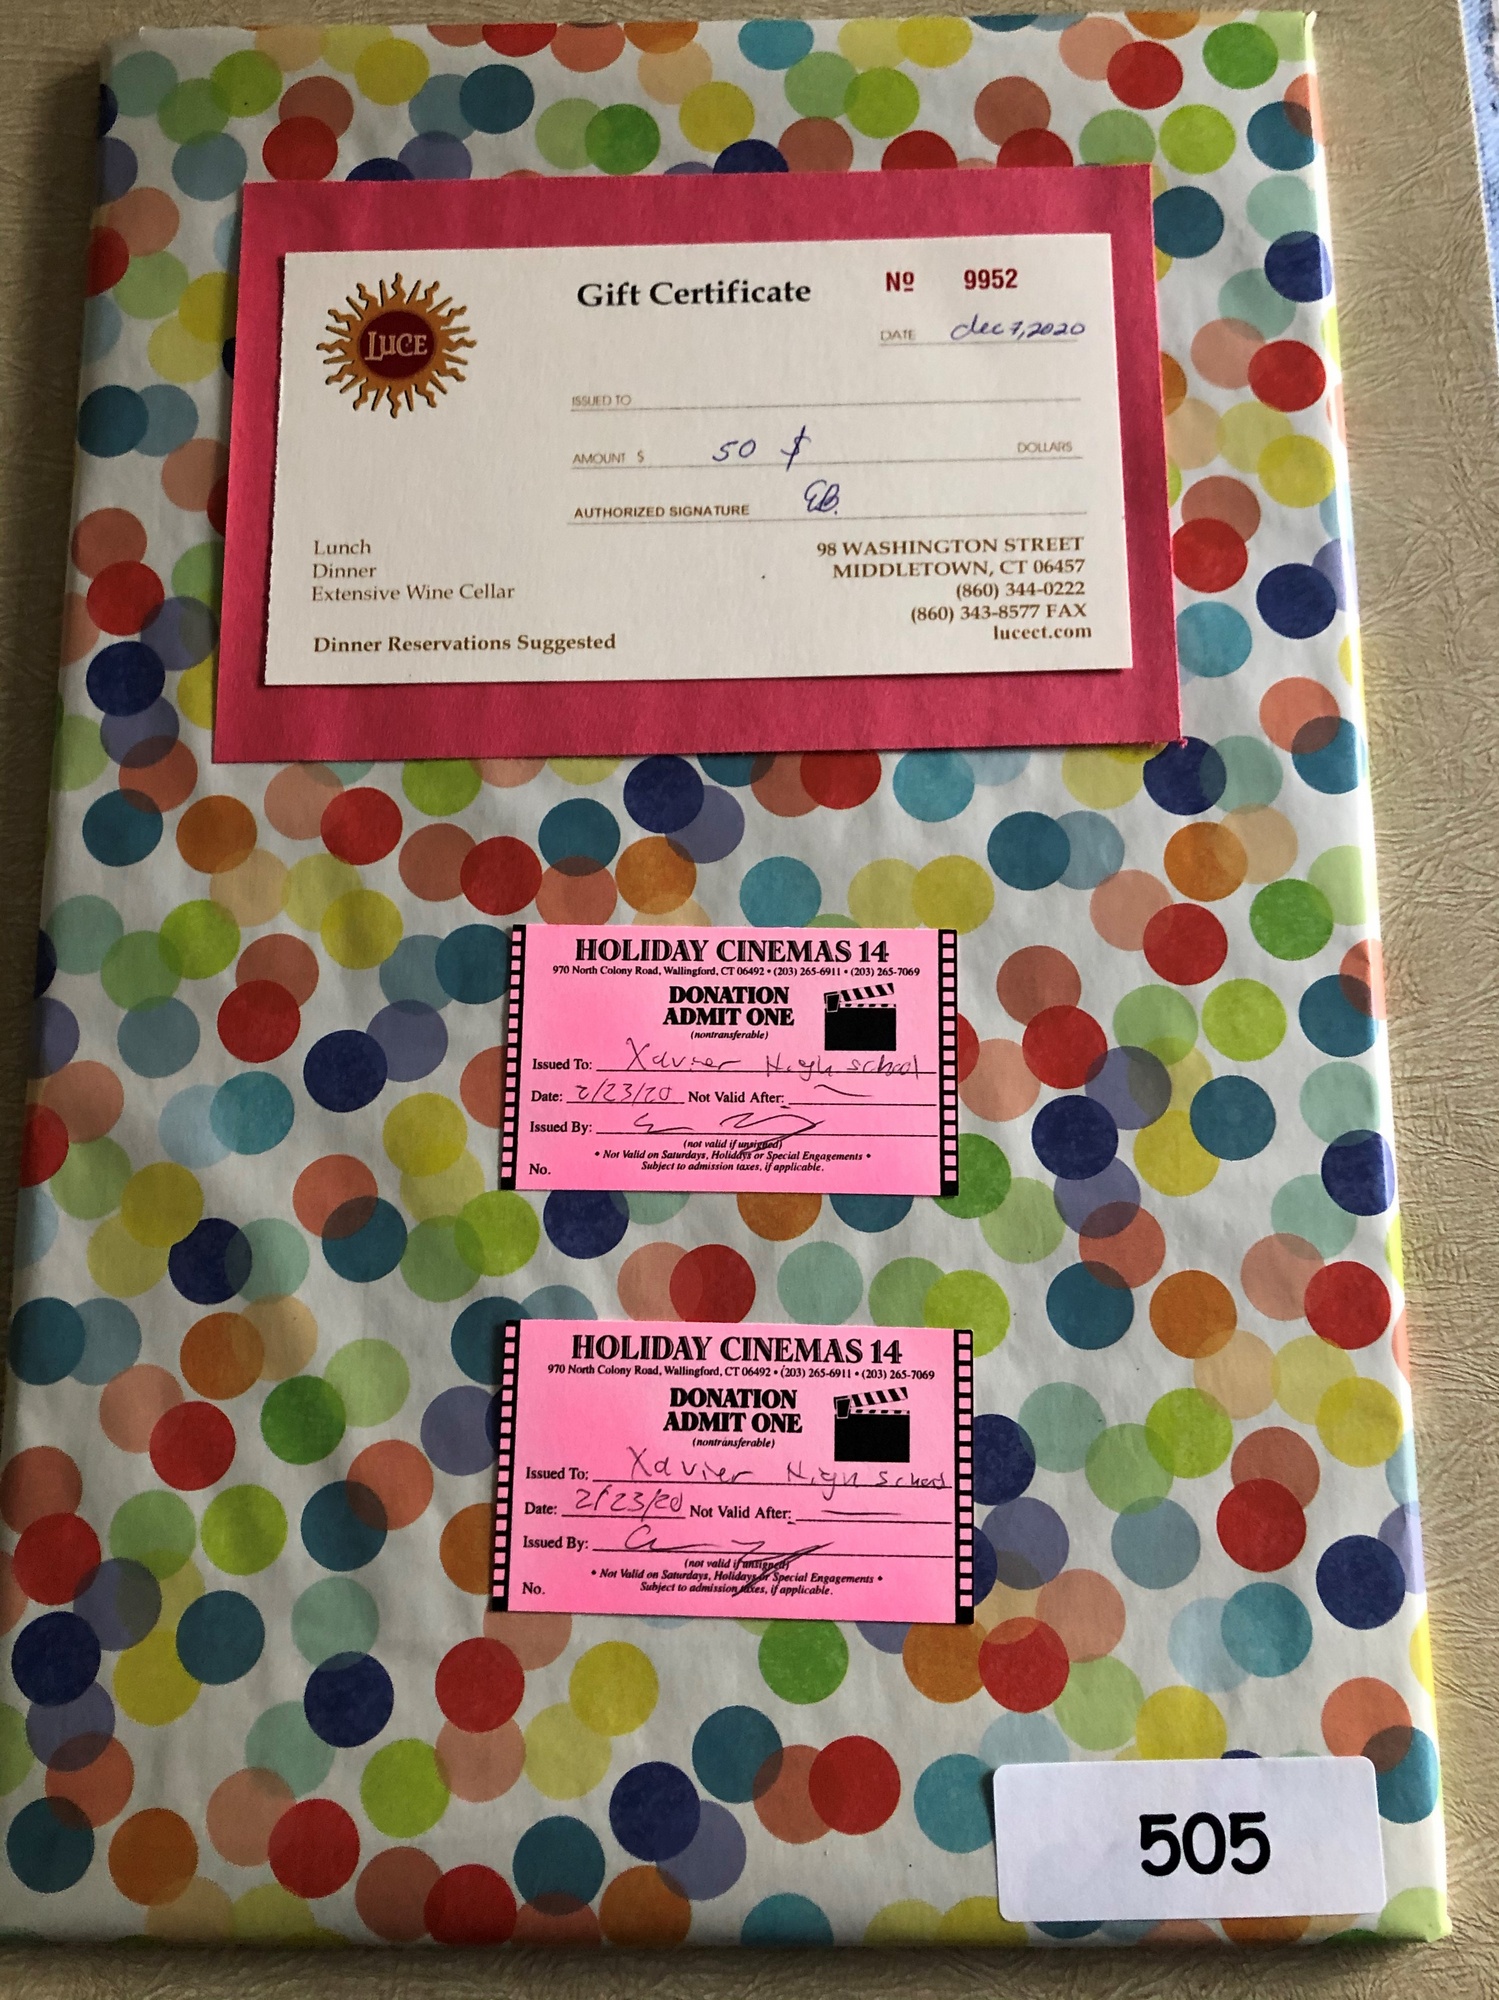 LUCE
Gift Certificate
Nº 9952
DATE dec 7, 2020
ISSUED TO
AMOUNT $ 50 $ DOLLARS
AUTHORIZED SIGNATURE EB.
Lunch
Dinner
Extensive Wine Cellar
Dinner Reservations Suggested
98 WASHINGTON STREET
MIDDLETOWN, CT 06457
(860) 344-0222
(860) 343-8577 FAX
lucect.com
HOLIDAY CINEMAS 14
970 North Colony Road, Wallingford, CT 06492 • (203) 265-6911 • (203) 265-7069
DONATION
ADMIT ONE
(nontransferable)
Issued To: Xavier High school
Date: 2/23/20 Not Valid After:
Issued By:
(not valid if unsigned)
• Not Valid on Saturdays, Holidays or Special Engagements •
Subject to admission taxes, if applicable.
No.
HOLIDAY CINEMAS 14
970 North Colony Road, Wallingford, CT 06492 • (203) 265-6911 • (203) 265-7069
DONATION
ADMIT ONE
(nontransferable)
Issued To: Xavier High school
Date: 2/23/20 Not Valid After:
Issued By:
(not valid if unsigned)
• Not Valid on Saturdays, Holidays or Special Engagements •
Subject to admission taxes, if applicable.
No.
505